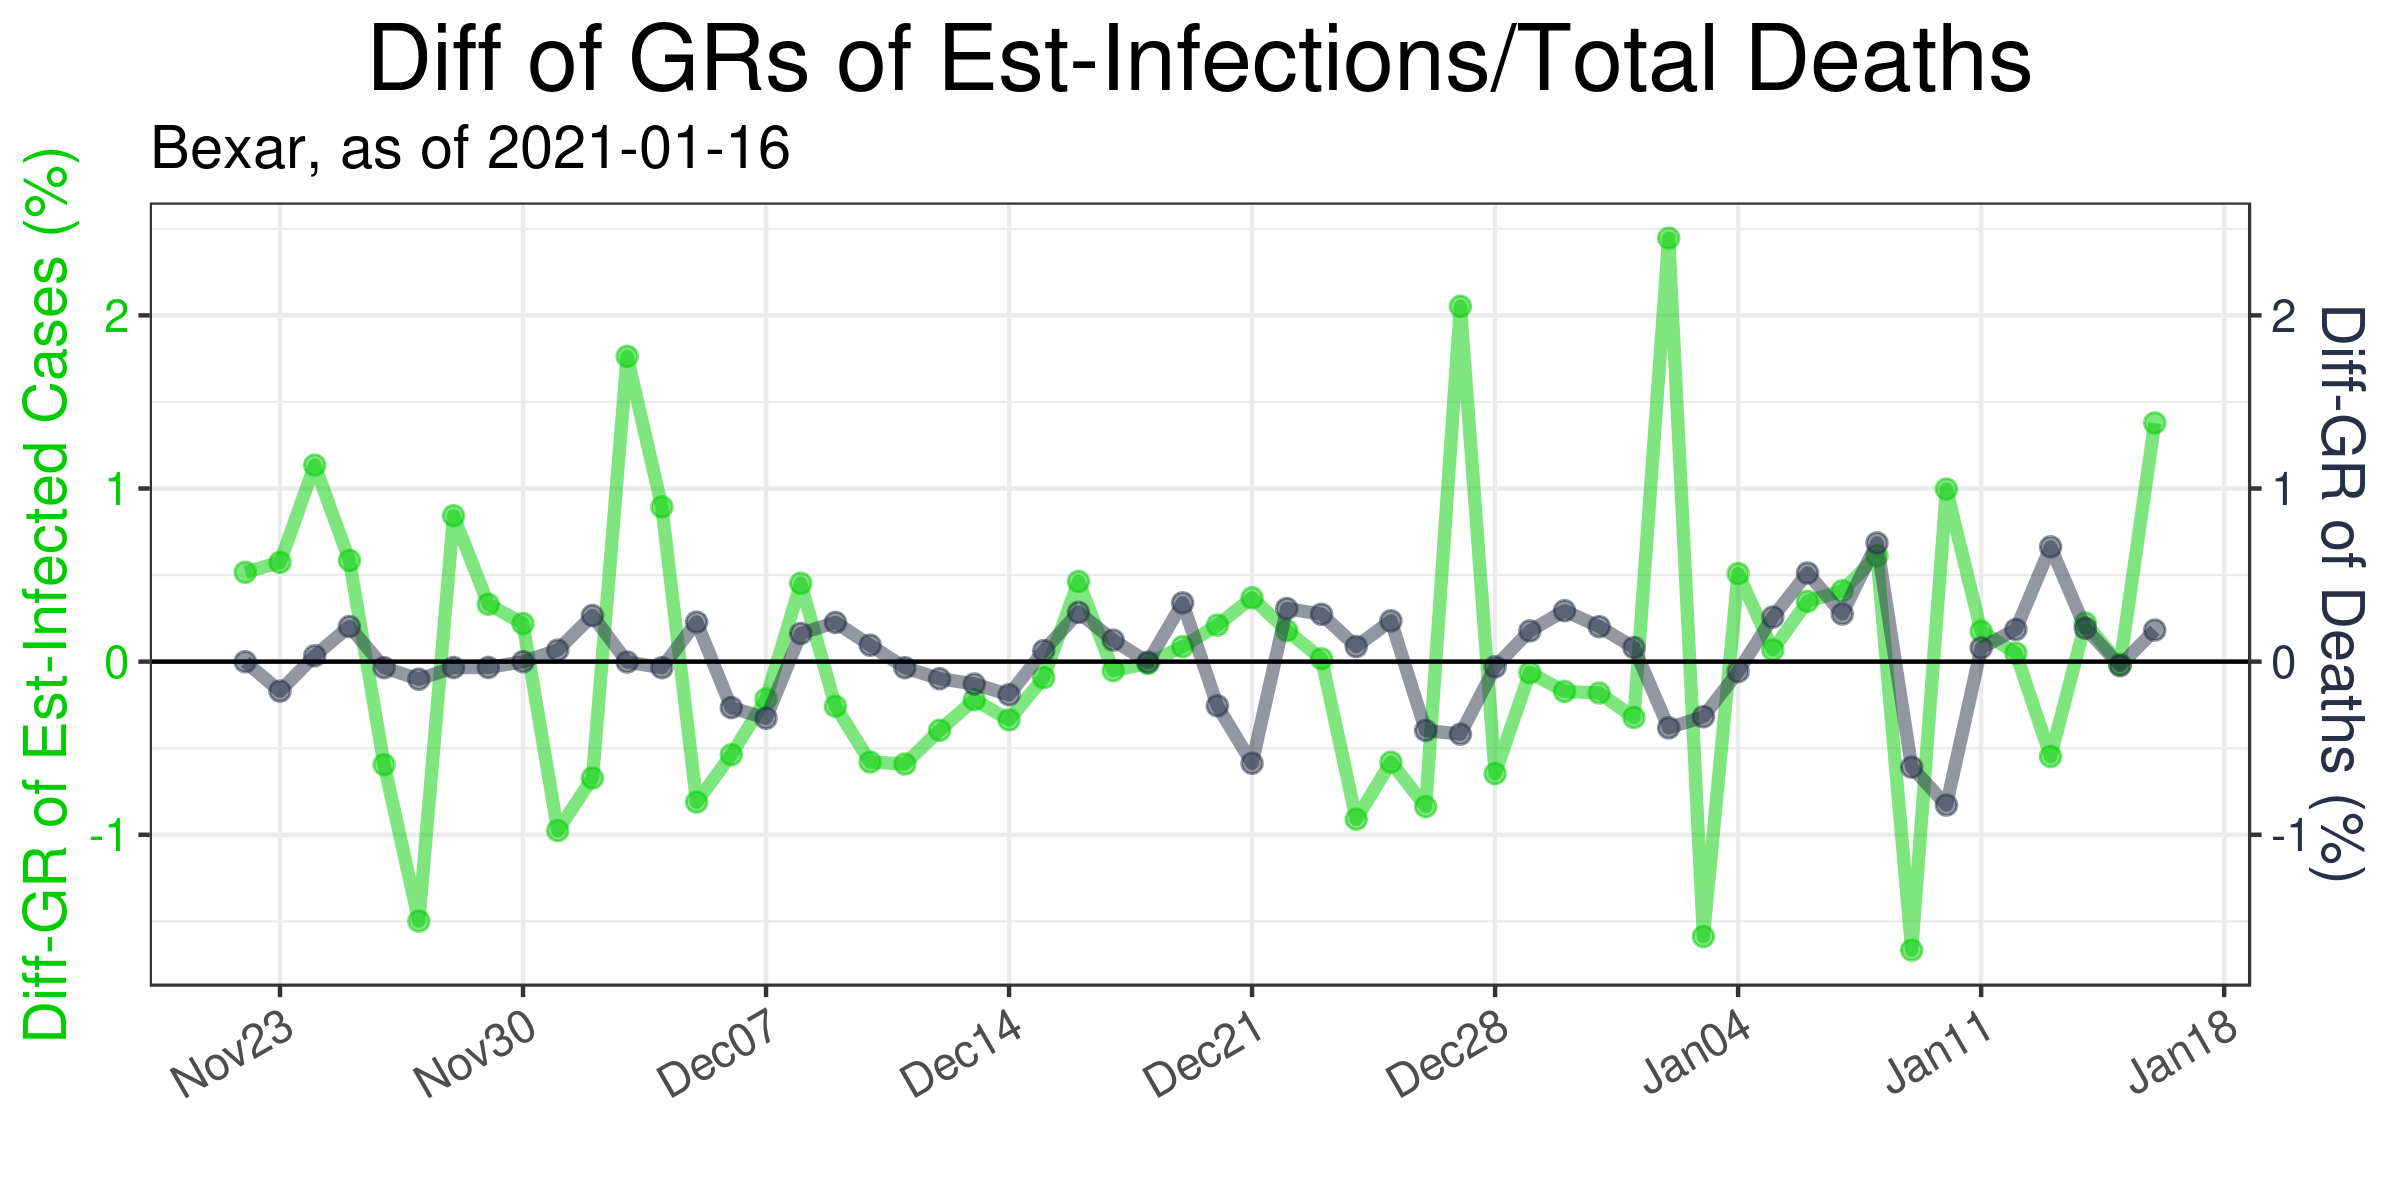 Diff of GRs of Est-Infections/Total Deaths
Bexar, as of 2021-01-16
Diff-GR of Est-Infected Cases (%)
2
1
0
-1
2
1
0
-1
Diff-GR of Deaths (%)
Nov23
Nov30
Dec07
Dec14
Dec21
Dec28
Jan04
Jan11
Jan18